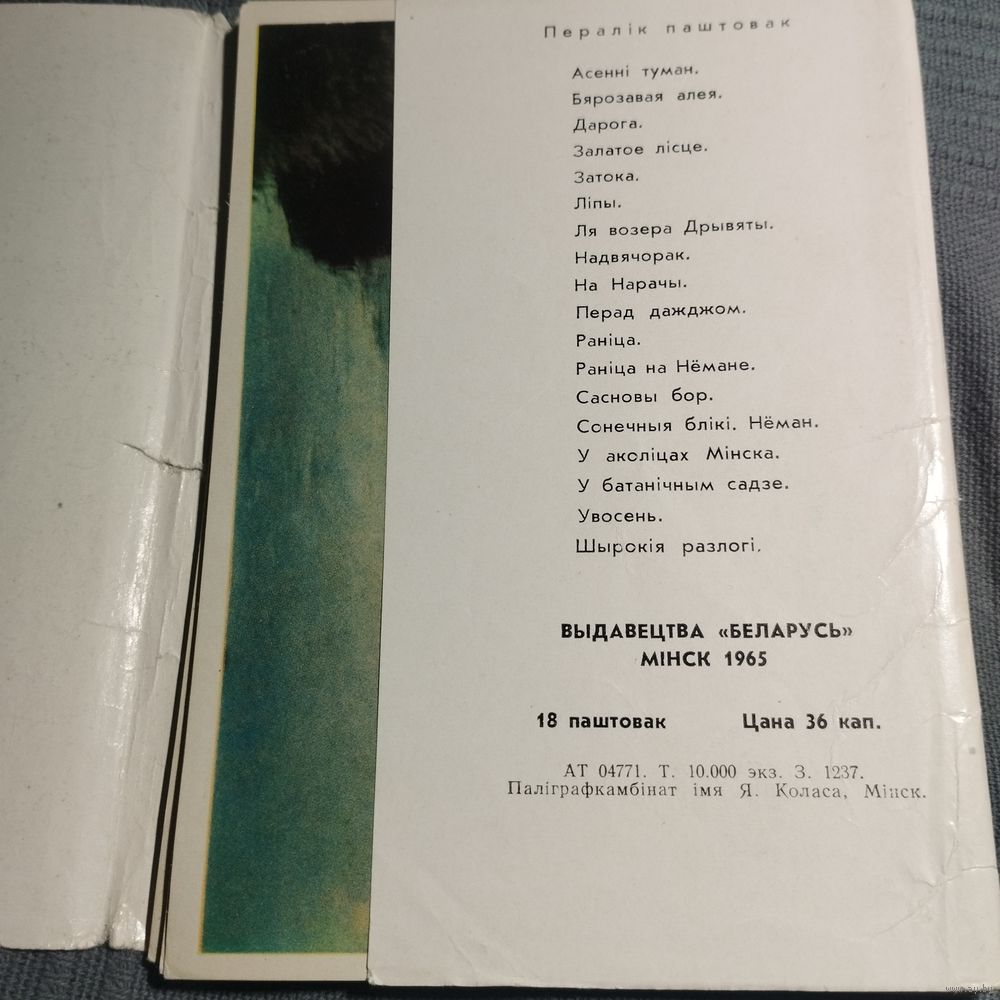 Пералік паштовак
Асенні туман.
Бярозавая алея.
Дарога.
Залатое лісце.
Затока.
Ліпы.
Ля возера Дрывяты.
Надвячорак.
На Нарачы.
Перад дажджом.
Раніца.
Раніца на Нёмане.
Сасновы бор.
Сонечныя блікі. Нёман.
У аколіцах Мінска.
У батанічным садзе.
Увосень.
Шырокія разлогі.
ВЫДАВЕЦТВА «БЕЛАРУСЬ»
МІНСК 1965
18 паштовак Цана 36 кап.
АТ 04771. Т. 10.000 экз. З. 1237.
Паліграфкамбінат імя Я. Коласа, Мінск.